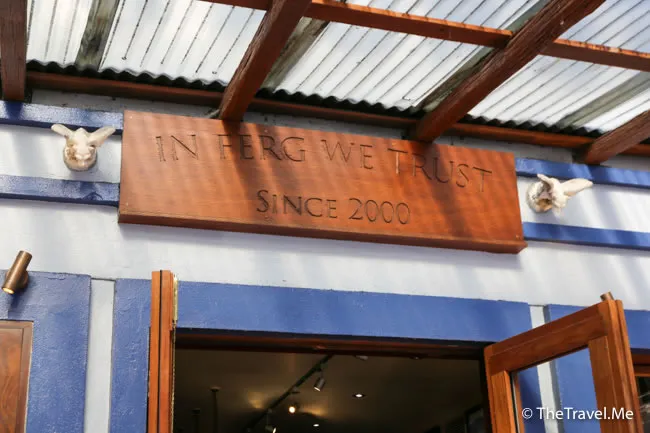 IN FERG WE TRUST
SINCE 2000
© TheTravel.Me